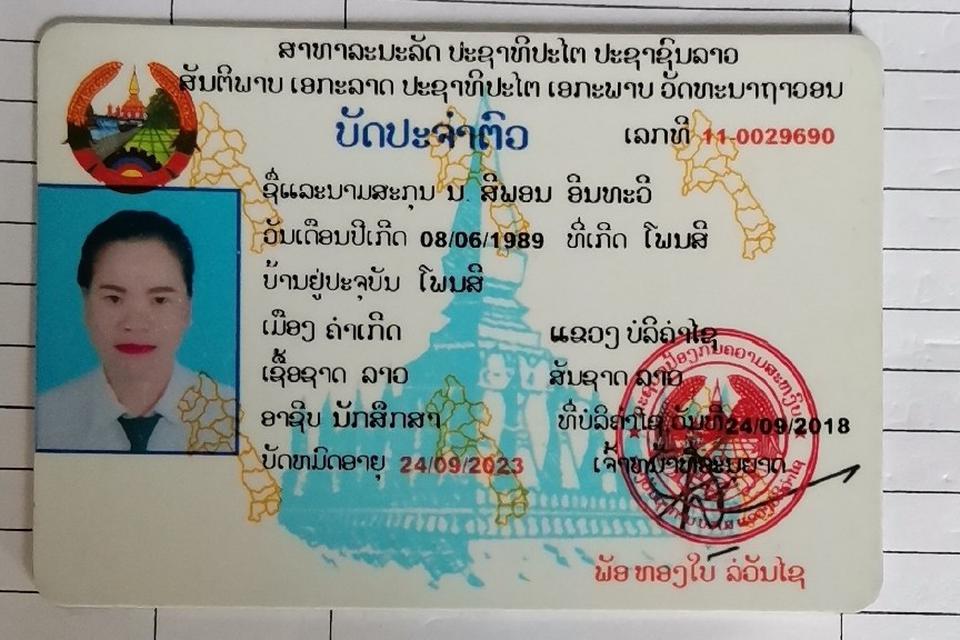 ສາທາລະນະລັດ ປະຊາທິປະໄຕ ປະຊາຊົນລາວ
ສັນຕິພາບ ເອກະລາດ ປະຊາທິປະໄຕ ເອກະພາບ ວັດທະນາຖາວອນ
ບັດປະຈຳຕົວ ເລກທີ 11-0029690
ຊື່ແລະນາມສະກຸນ ນ. ສີພອນ ອິນທະວີ
ວັນເດືອນປີເກີດ 08/06/1989 ທີ່ເກີດ ໂພນສີ
ບ້ານຢູ່ປະຈຸບັນ ໂພນສີ
ເມືອງ ຄຳເກີດ ແຂວງ ບໍລິຄຳໄຊ
ເຊື້ອຊາດ ລາວ ສັນຊາດ ລາວ
ອາຊີບ ນັກສຶກສາ ທີ່ບໍລິຄຳໄຊ ວັນທີ 24/09/2018
ບັດຫມົດອາຍຸ 24/09/2023 ເຈົ້າຫນ້າທີ່ອະນຸຍາດ
ພັອ ທອງໃບ ລໍວັນໄຊ